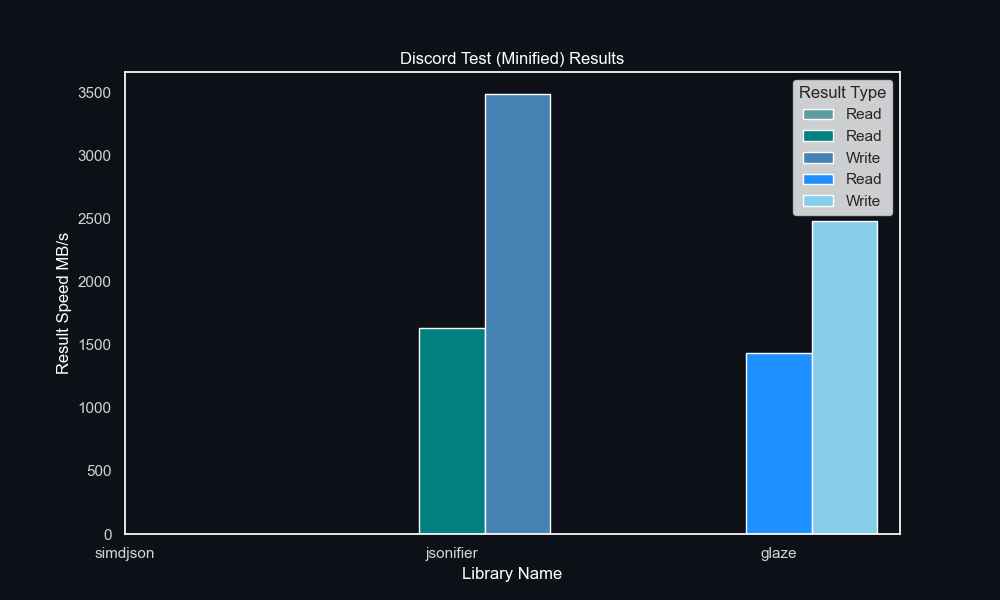 Discord Test (Minified) Results
Result Speed MB/s
3500
3000
2500
2000
1500
1000
500
0
Result Type
Read
Read
Write
Read
Write
simdjson
jsonifier
glaze
Library Name